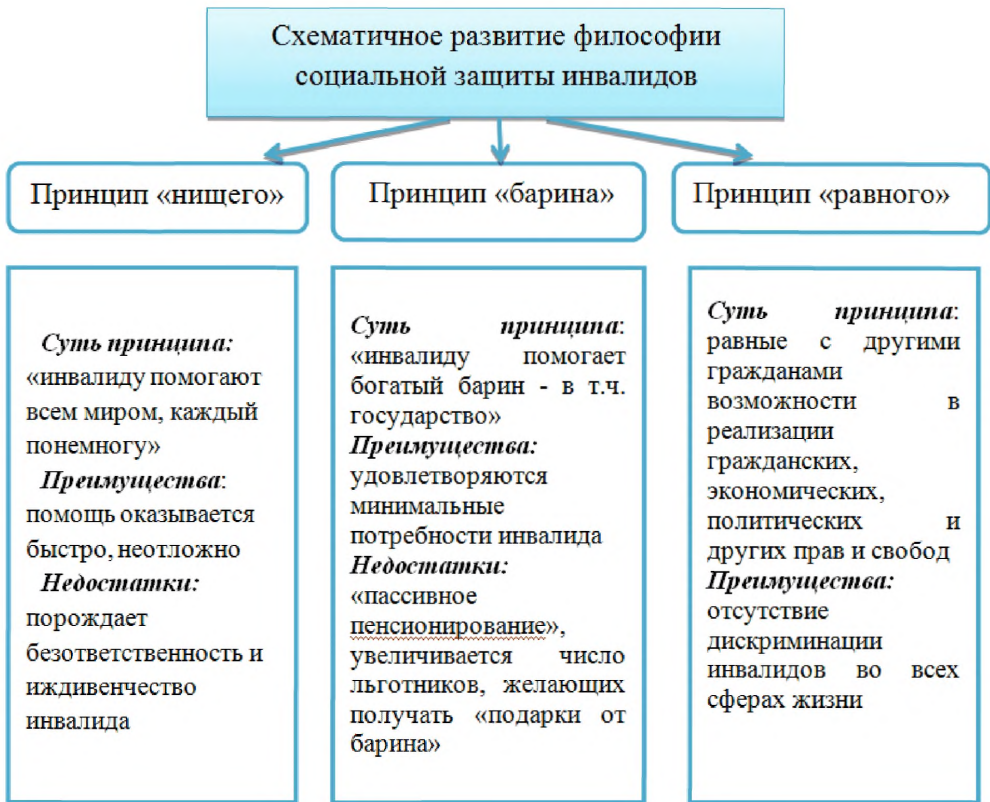 Схематичное развитие философии
социальной защиты инвалидов
Принцип «нищего»
Принцип «барина»
Принцип «равного»
Суть принципа:
«инвалиду помогают
всем миром, каждый
понемногу»
Преимущества:
помощь оказывается
быстро, неотложно
Недостатки:
порождает
безответственность и
иждивенчество
инвалида
Суть принципа:
«инвалиду помогает
богатый барин - в т.ч.
государство»
Преимущества:
удовлетворяются
минимальные
потребности инвалида
Недостатки:
«пассивное
пенсионирование»,
увеличивается число
льготников, желающих
получать «подарки от
барина»
Суть принципа:
равные с другими
гражданами
возможности в
реализации
гражданских,
экономических,
политических и
других прав и свобод
Преимущества:
отсутствие
дискриминации
инвалидов во всех
сферах жизни